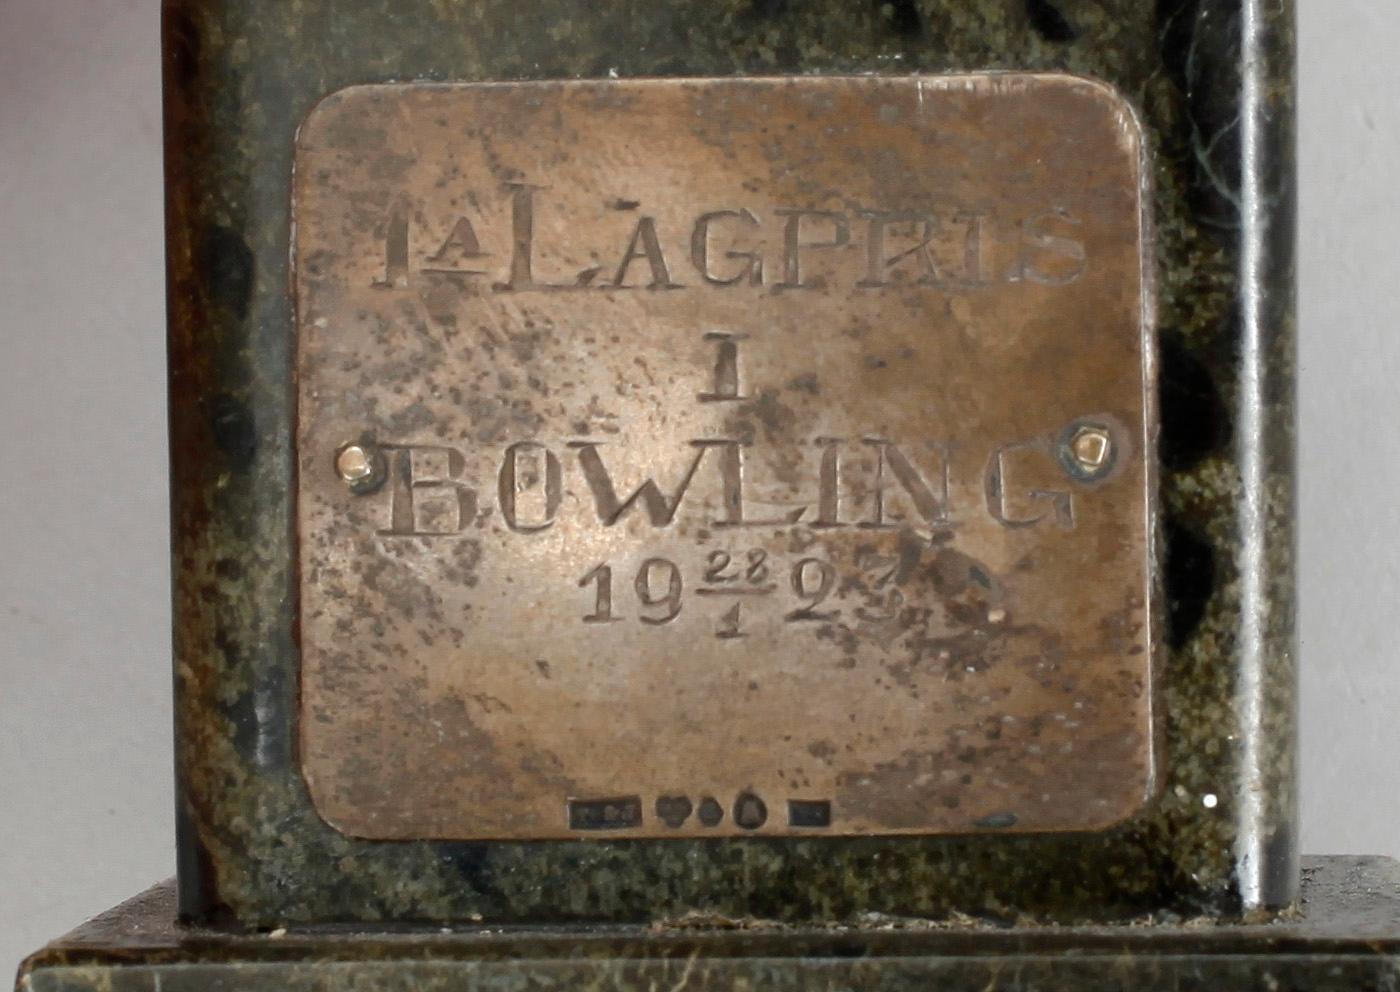 1A LAGPRIS
I
BOWLING
19 28/1 23